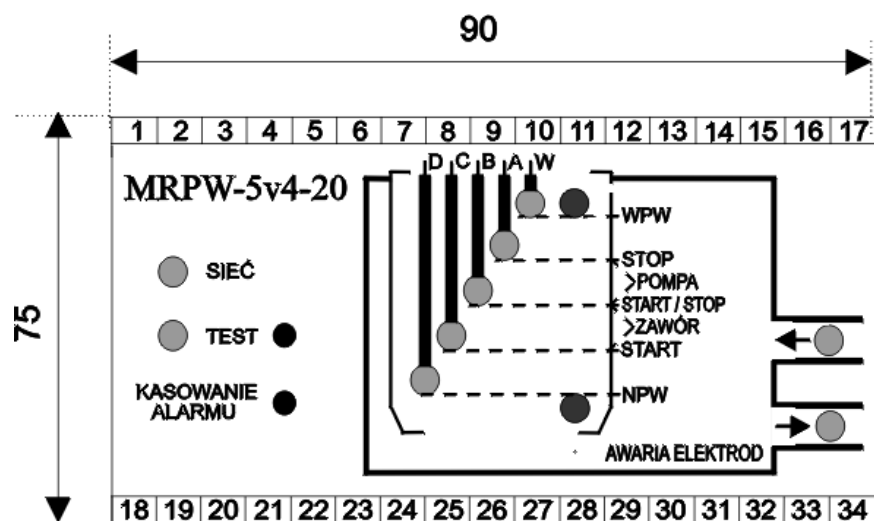 90
75
1 2 3 4 5 6 7 8 9 10 11 12 13 14 15 16 17
D C B A W
MRPW-5v4-20
WPW
STOP
>POMPA
START / STOP
>ZAWÓR
START
NPW
SIEĆ
TEST
KASOWANIE
ALARMU
AWARIA ELEKTROD
18 19 20 21 22 23 24 25 26 27 28 29 30 31 32 33 34